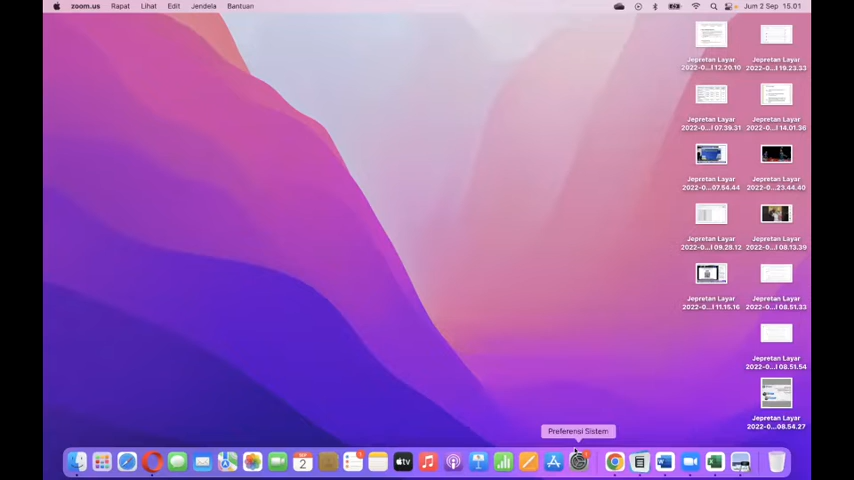 zoom.us Rapat Lihat Edit Jendela Bantuan Jum 2 Sep 15.01
Jepretan Layar
2022-0...l 12.20.10
Jepretan Layar
2022-0...l 19.23.33
Jepretan Layar
2022-0...l 07.39.31
Jepretan Layar
2022-0...l 14.01.36
Jepretan Layar
2022-0...l 07.54.44
Jepretan Layar
2022-0...23.44.40
Jepretan Layar
2022-0...l 09.28.12
Jepretan Layar
2022-0...l 08.13.39
Jepretan Layar
2022-0...l 11.15.16
Jepretan Layar
2022-0...l 08.51.33
Jepretan Layar
2022-0...l 08.51.54
Jepretan Layar
2022-0...l 08.54.27
Preferensi Sistem
SEP
2
tv